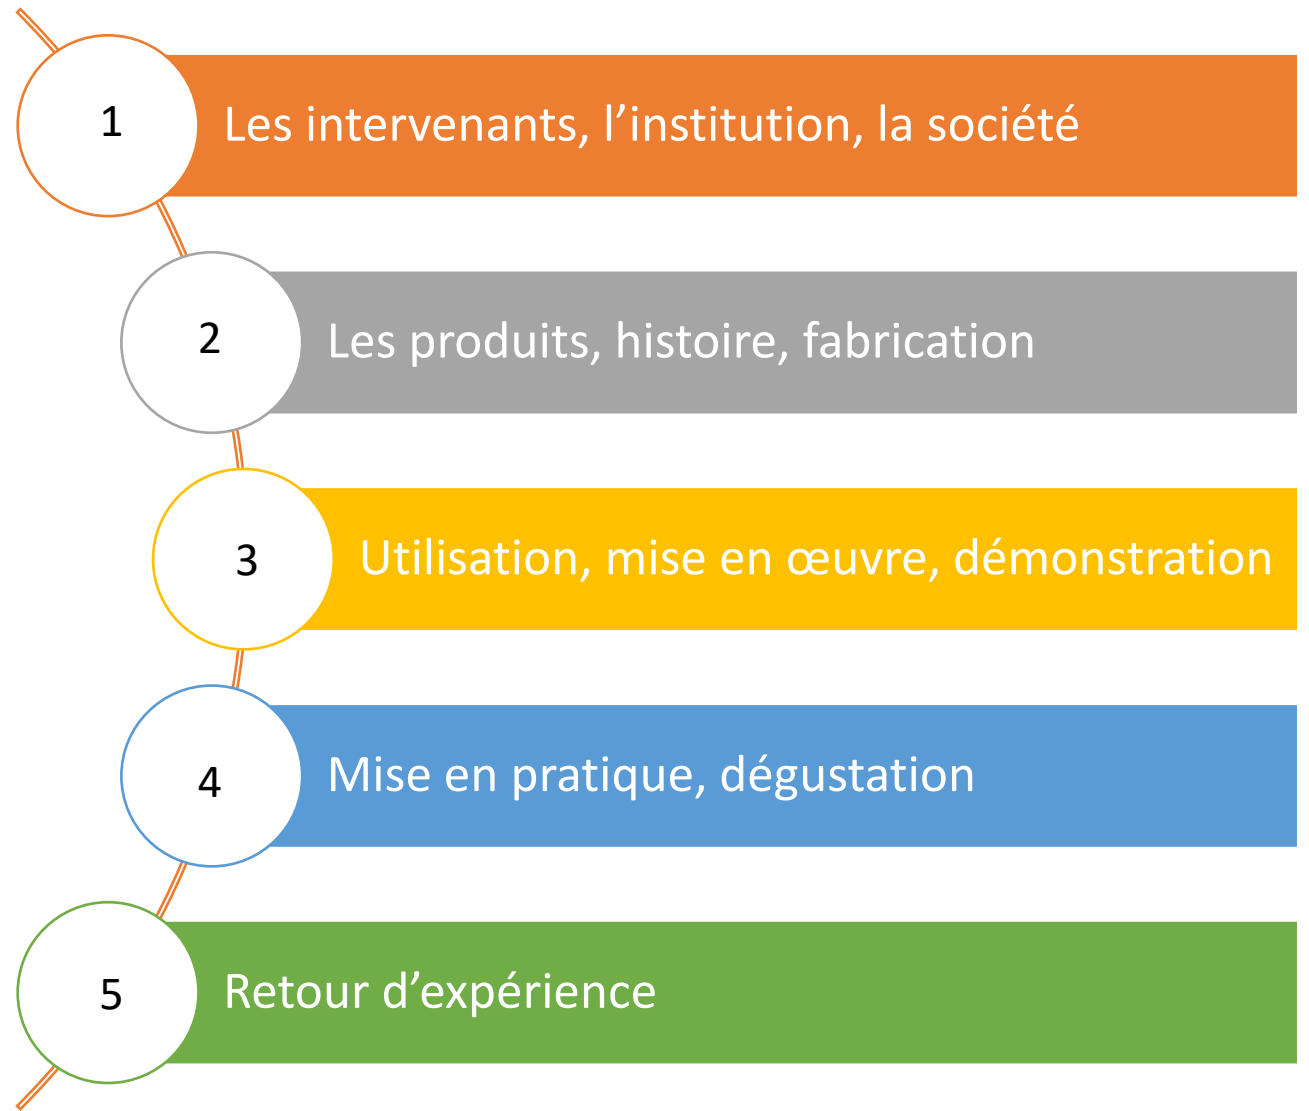 1
Les intervenants, l’institution, la société
2
Les produits, histoire, fabrication
3
Utilisation, mise en œuvre, démonstration
4
Mise en pratique, dégustation
5
Retour d’expérience